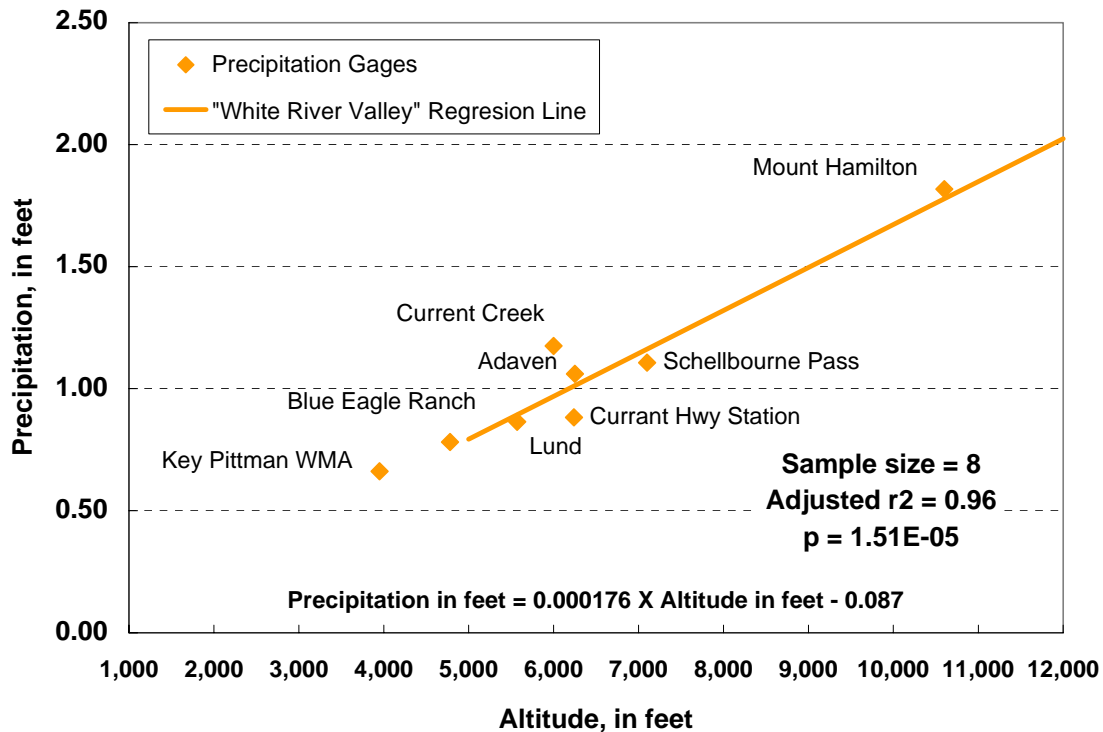 2.50
2.00
1.50
1.00
0.50
0.00
Precipitation, in feet
Precipitation Gages
"White River Valley" Regresion Line
Mount Hamilton
Current Creek
Adaven
Schellbourne Pass
Blue Eagle Ranch
Currant Hwy Station
Lund
Key Pittman WMA
Sample size = 8
Adjusted r2 = 0.96
p = 1.51E-05
Precipitation in feet = 0.000176 X Altitude in feet - 0.087
1,000 2,000 3,000 4,000 5,000 6,000 7,000 8,000 9,000 10,000 11,000 12,000
Altitude, in feet